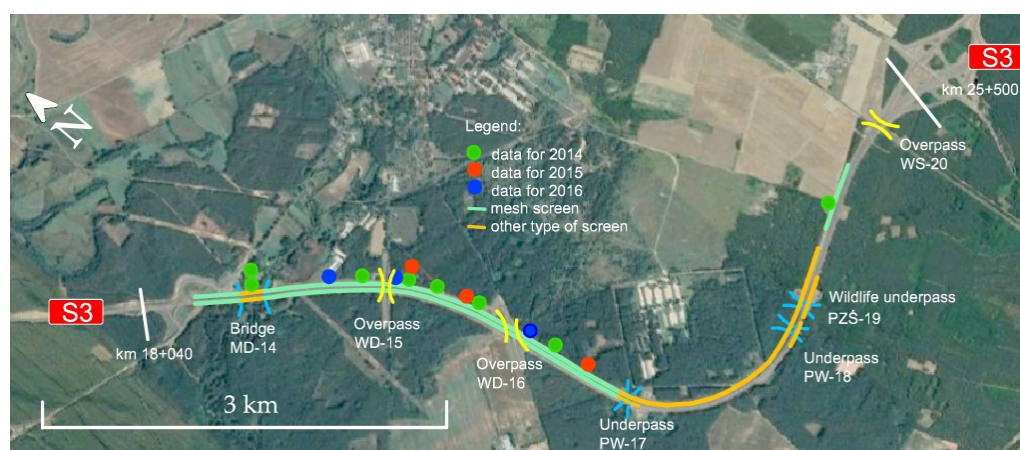 S3
km 25+500
N
Overpass
WS-20
Legend:
data for 2014
data for 2015
data for 2016
mesh screen
other type of screen
Wildlife underpass
PZŚ-19
Underpass
PW-18
S3
Bridge
MD-14
Overpass
WD-15
km 18+040
Overpass
WD-16
3 km
Underpass
PW-17